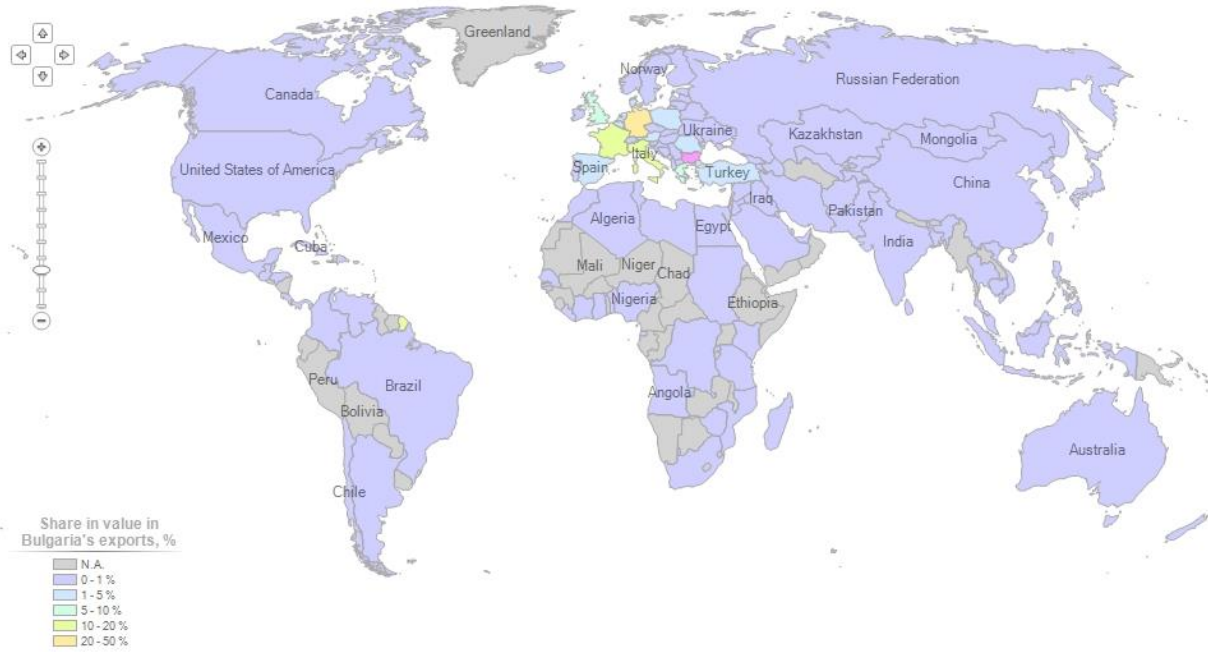 Greenland
Norway
Russian Federation
Canada
Ukraine
Kazakhstan
Mongolia
Italy
United States of America
Spain
Turkey
China
Iraq
Pakistan
Algeria
Egypt
Mexico
India
Cuba
Mali
Niger
Chad
Nigeria
Ethiopia
Peru
Brazil
Angola
Bolivia
Australia
Chile
Share in value in
Bulgaria's exports, %
N.A.
0 - 1 %
1 - 5 %
5 - 10 %
10 - 20 %
20 - 50 %